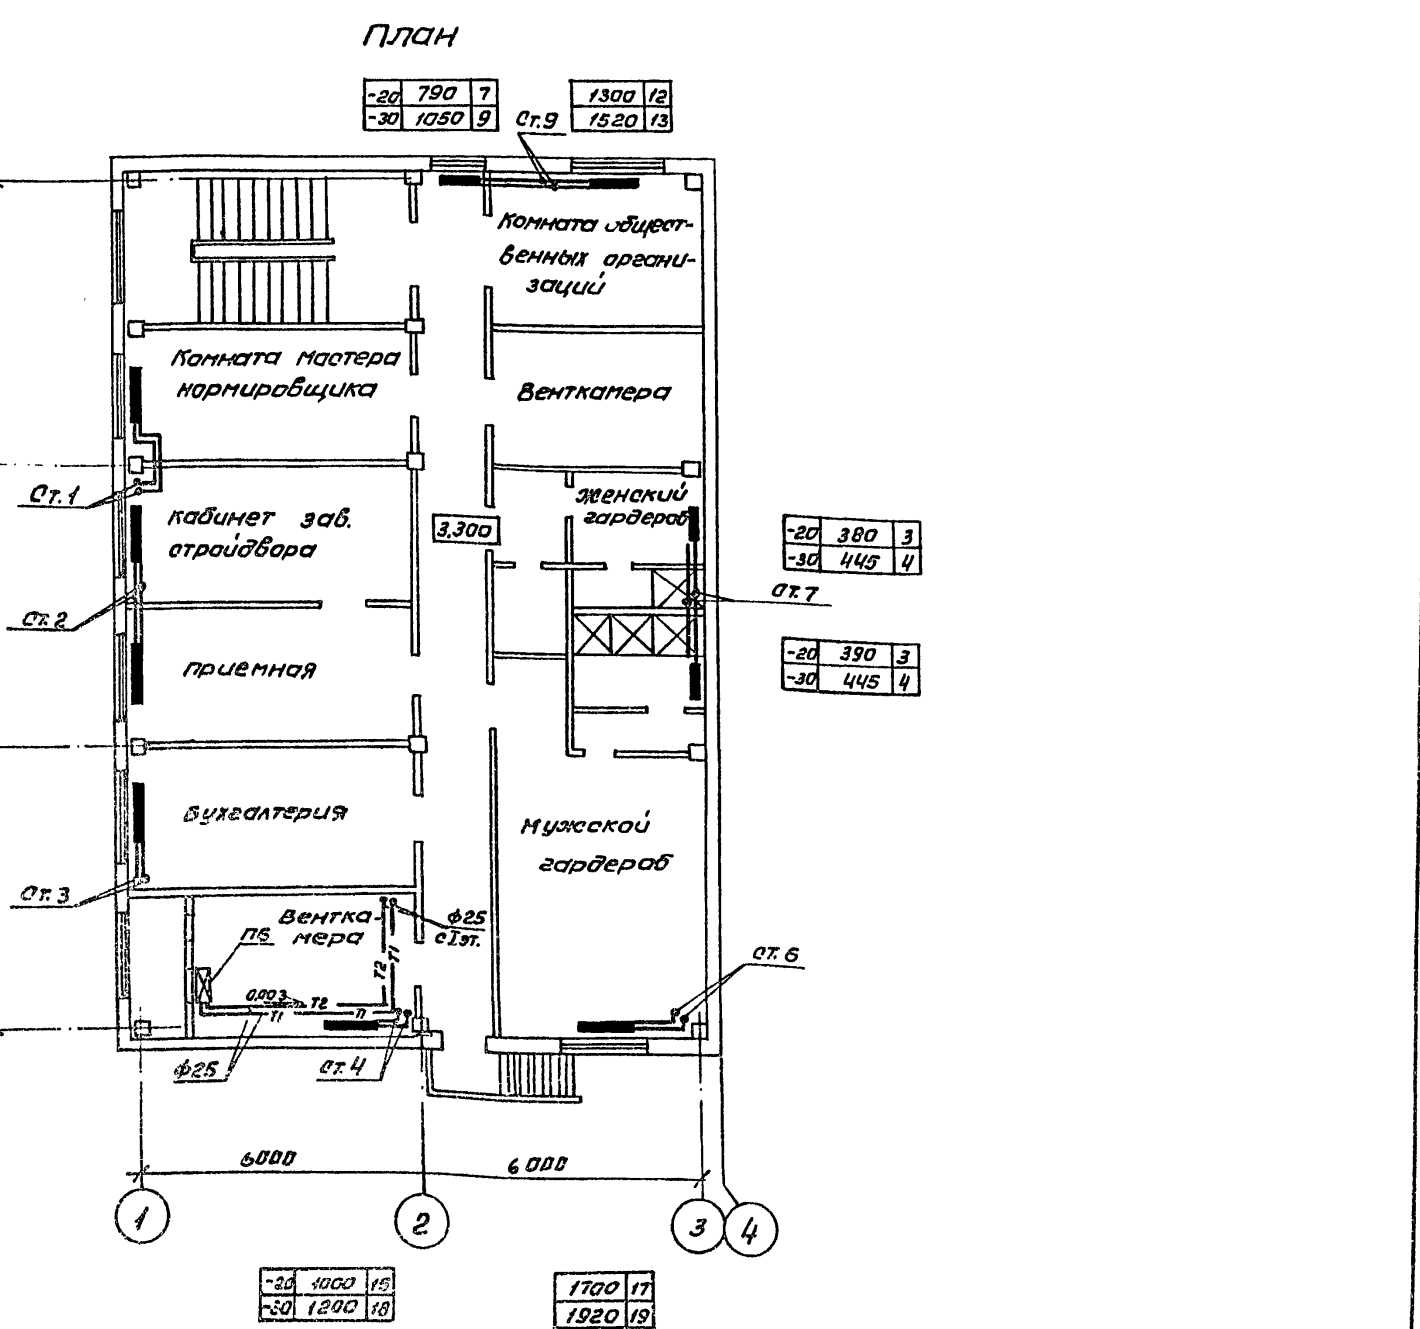 План
-20 790 7
-30 1050 9
1300 12
1520 13
Ст.9
Комната общест-
венных органи-
заций
Комната мастера
нормировщика
Венткамера
Ст.1
Кабинет зав.
стройдвора
3,300
Женский
гардероб
-20 380 3
-30 445 4
Ст.2
Ст.7
Приемная
-20 390 3
-30 445 4
Бухгалтерия
Мужской
гардероб
Ст.3
Вентка-
мера
П6
ф25
с I эт.
Т2
Т1
Ст.6
0,003
Т2
Т1
Т1
ф25
Ст.4
6000
6000
1
2
3
4
-20 1000 15
-30 1200 18
1700 17
1920 19